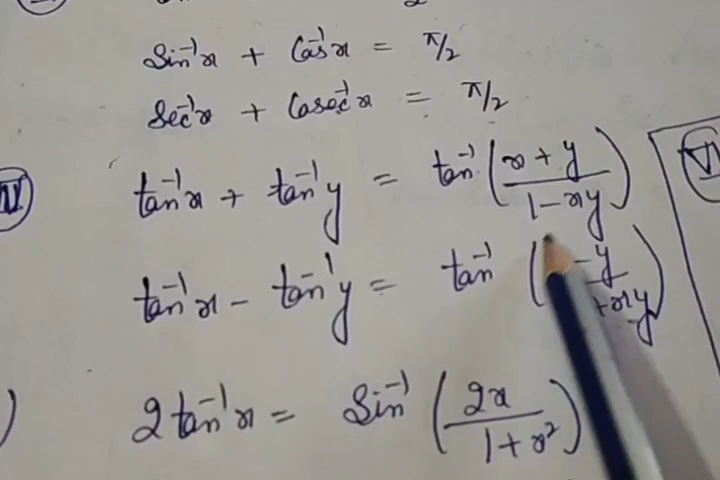 Sin⁻¹x + Cos⁻¹x = π/2
Sec⁻¹x + Cosec⁻¹x = π/2
tan⁻¹x + tan⁻¹y = tan⁻¹((x + y)/(1 - xy))
VI
tan⁻¹x - tan⁻¹y = tan⁻¹(( - y)/( + xy))
2tan⁻¹x = Sin⁻¹(2x/(1 + x²))